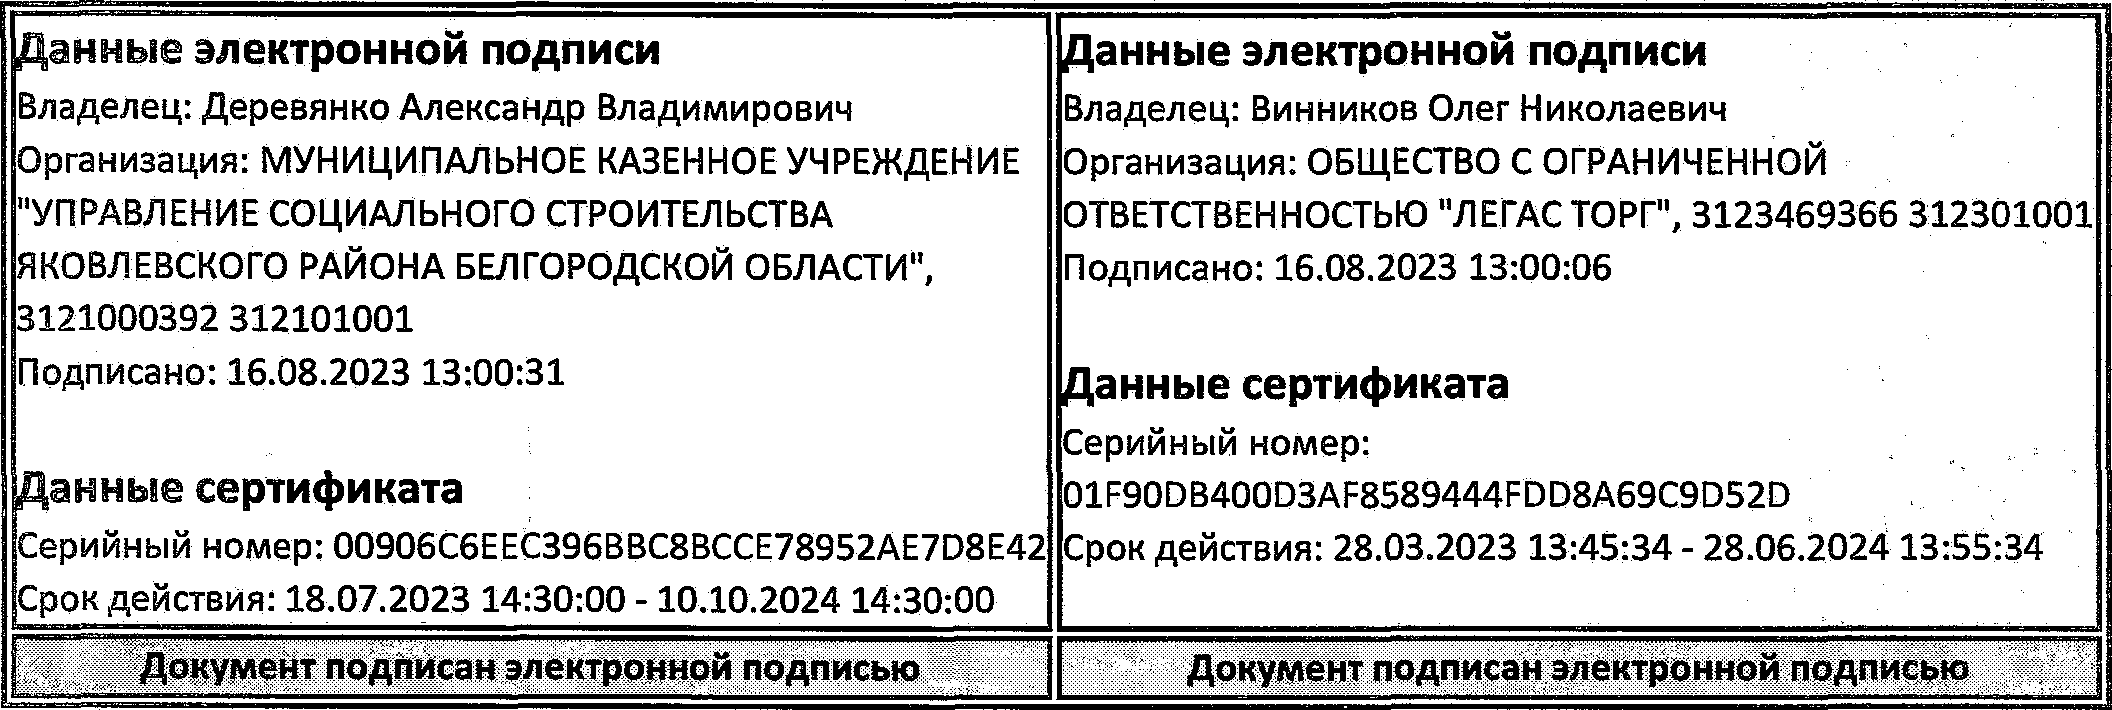 Данные электронной подписи
Владелец: Деревянко Александр Владимирович
Организация: МУНИЦИПАЛЬНОЕ КАЗЕННОЕ УЧРЕЖДЕНИЕ
"УПРАВЛЕНИЕ СОЦИАЛЬНОГО СТРОИТЕЛЬСТВА
ЯКОВЛЕВСКОГО РАЙОНА БЕЛГОРОДСКОЙ ОБЛАСТИ",
3121000392 312101001
Подписано: 16.08.2023 13:00:31
Данные сертификата
Серийный номер: 00906C6EEC396BBC8BCCE78952AE7D8E42
Срок действия: 18.07.2023 14:30:00 - 10.10.2024 14:30:00
Документ подписан электронной подписью
Данные электронной подписи
Владелец: Винников Олег Николаевич
Организация: ОБЩЕСТВО С ОГРАНИЧЕННОЙ
ОТВЕТСТВЕННОСТЬЮ "ЛЕГАС ТОРГ", 3123469366 312301001
Подписано: 16.08.2023 13:00:06
Данные сертификата
Серийный номер:
01F90DB400D3AF8589444FDD8A69C9D52D
Срок действия: 28.03.2023 13:45:34 - 28.06.2024 13:55:34
Документ подписан электронной подписью